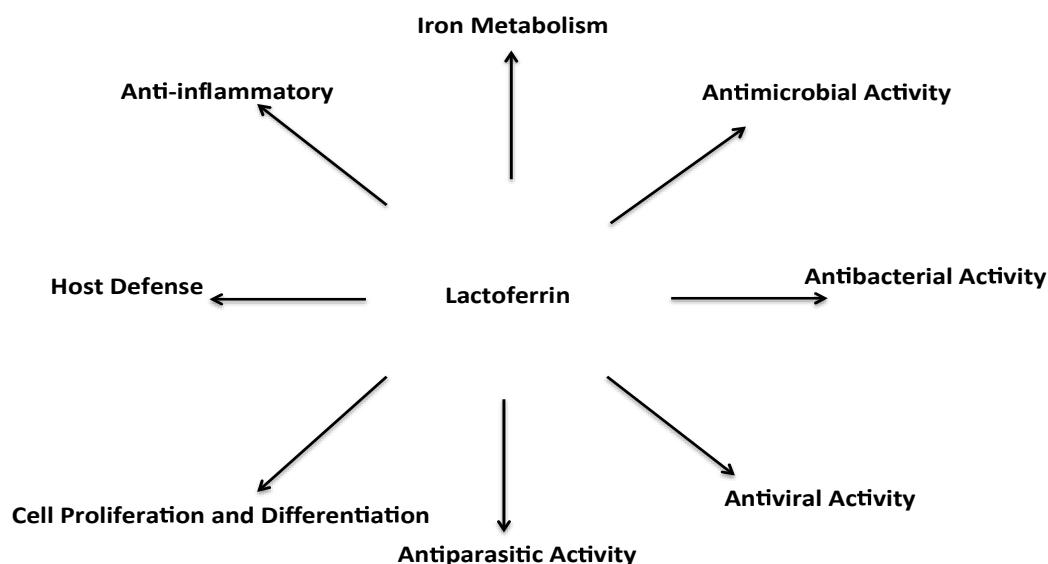 Iron Metabolism
Anti-inflammatory
Antimicrobial Activity
Host Defense
Lactoferrin
Antibacterial Activity
Cell Proliferation and Differentiation
Antiviral Activity
Antiparasitic Activity